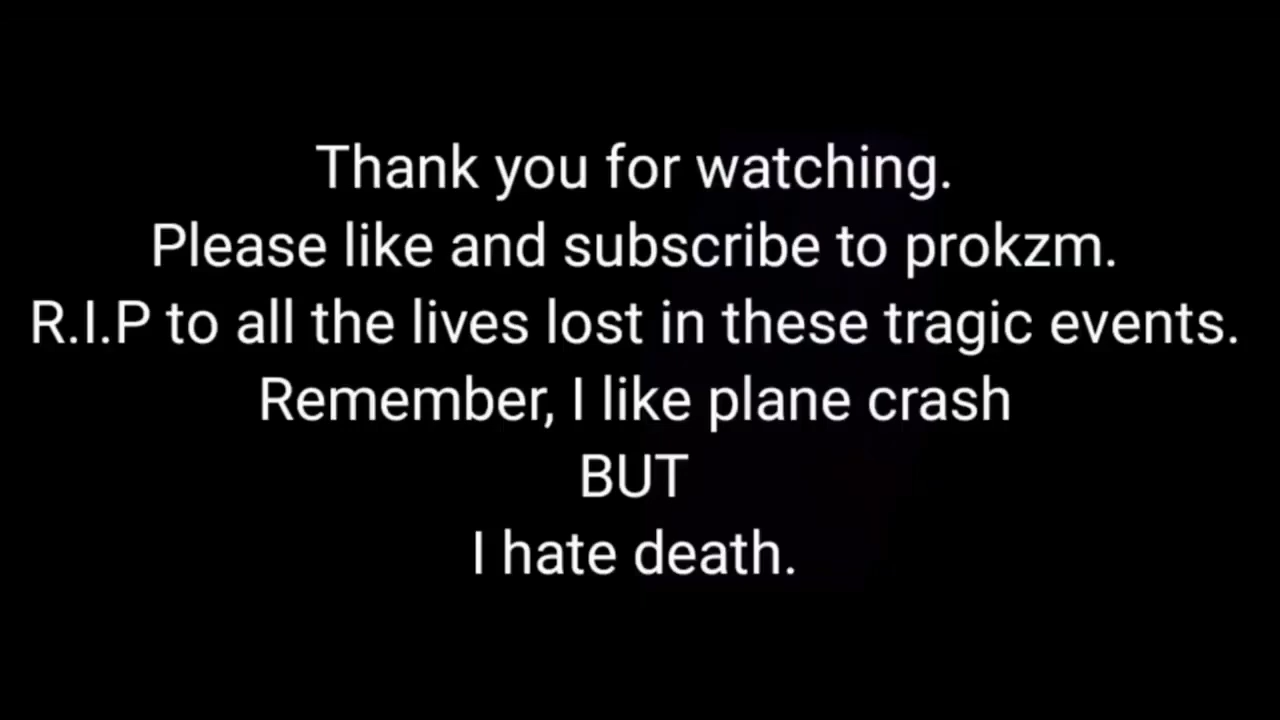 Thank you for watching.
Please like and subscribe to prokzm.
R.I.P to all the lives lost in these tragic events.
Remember, I like plane crash
BUT
I hate death.